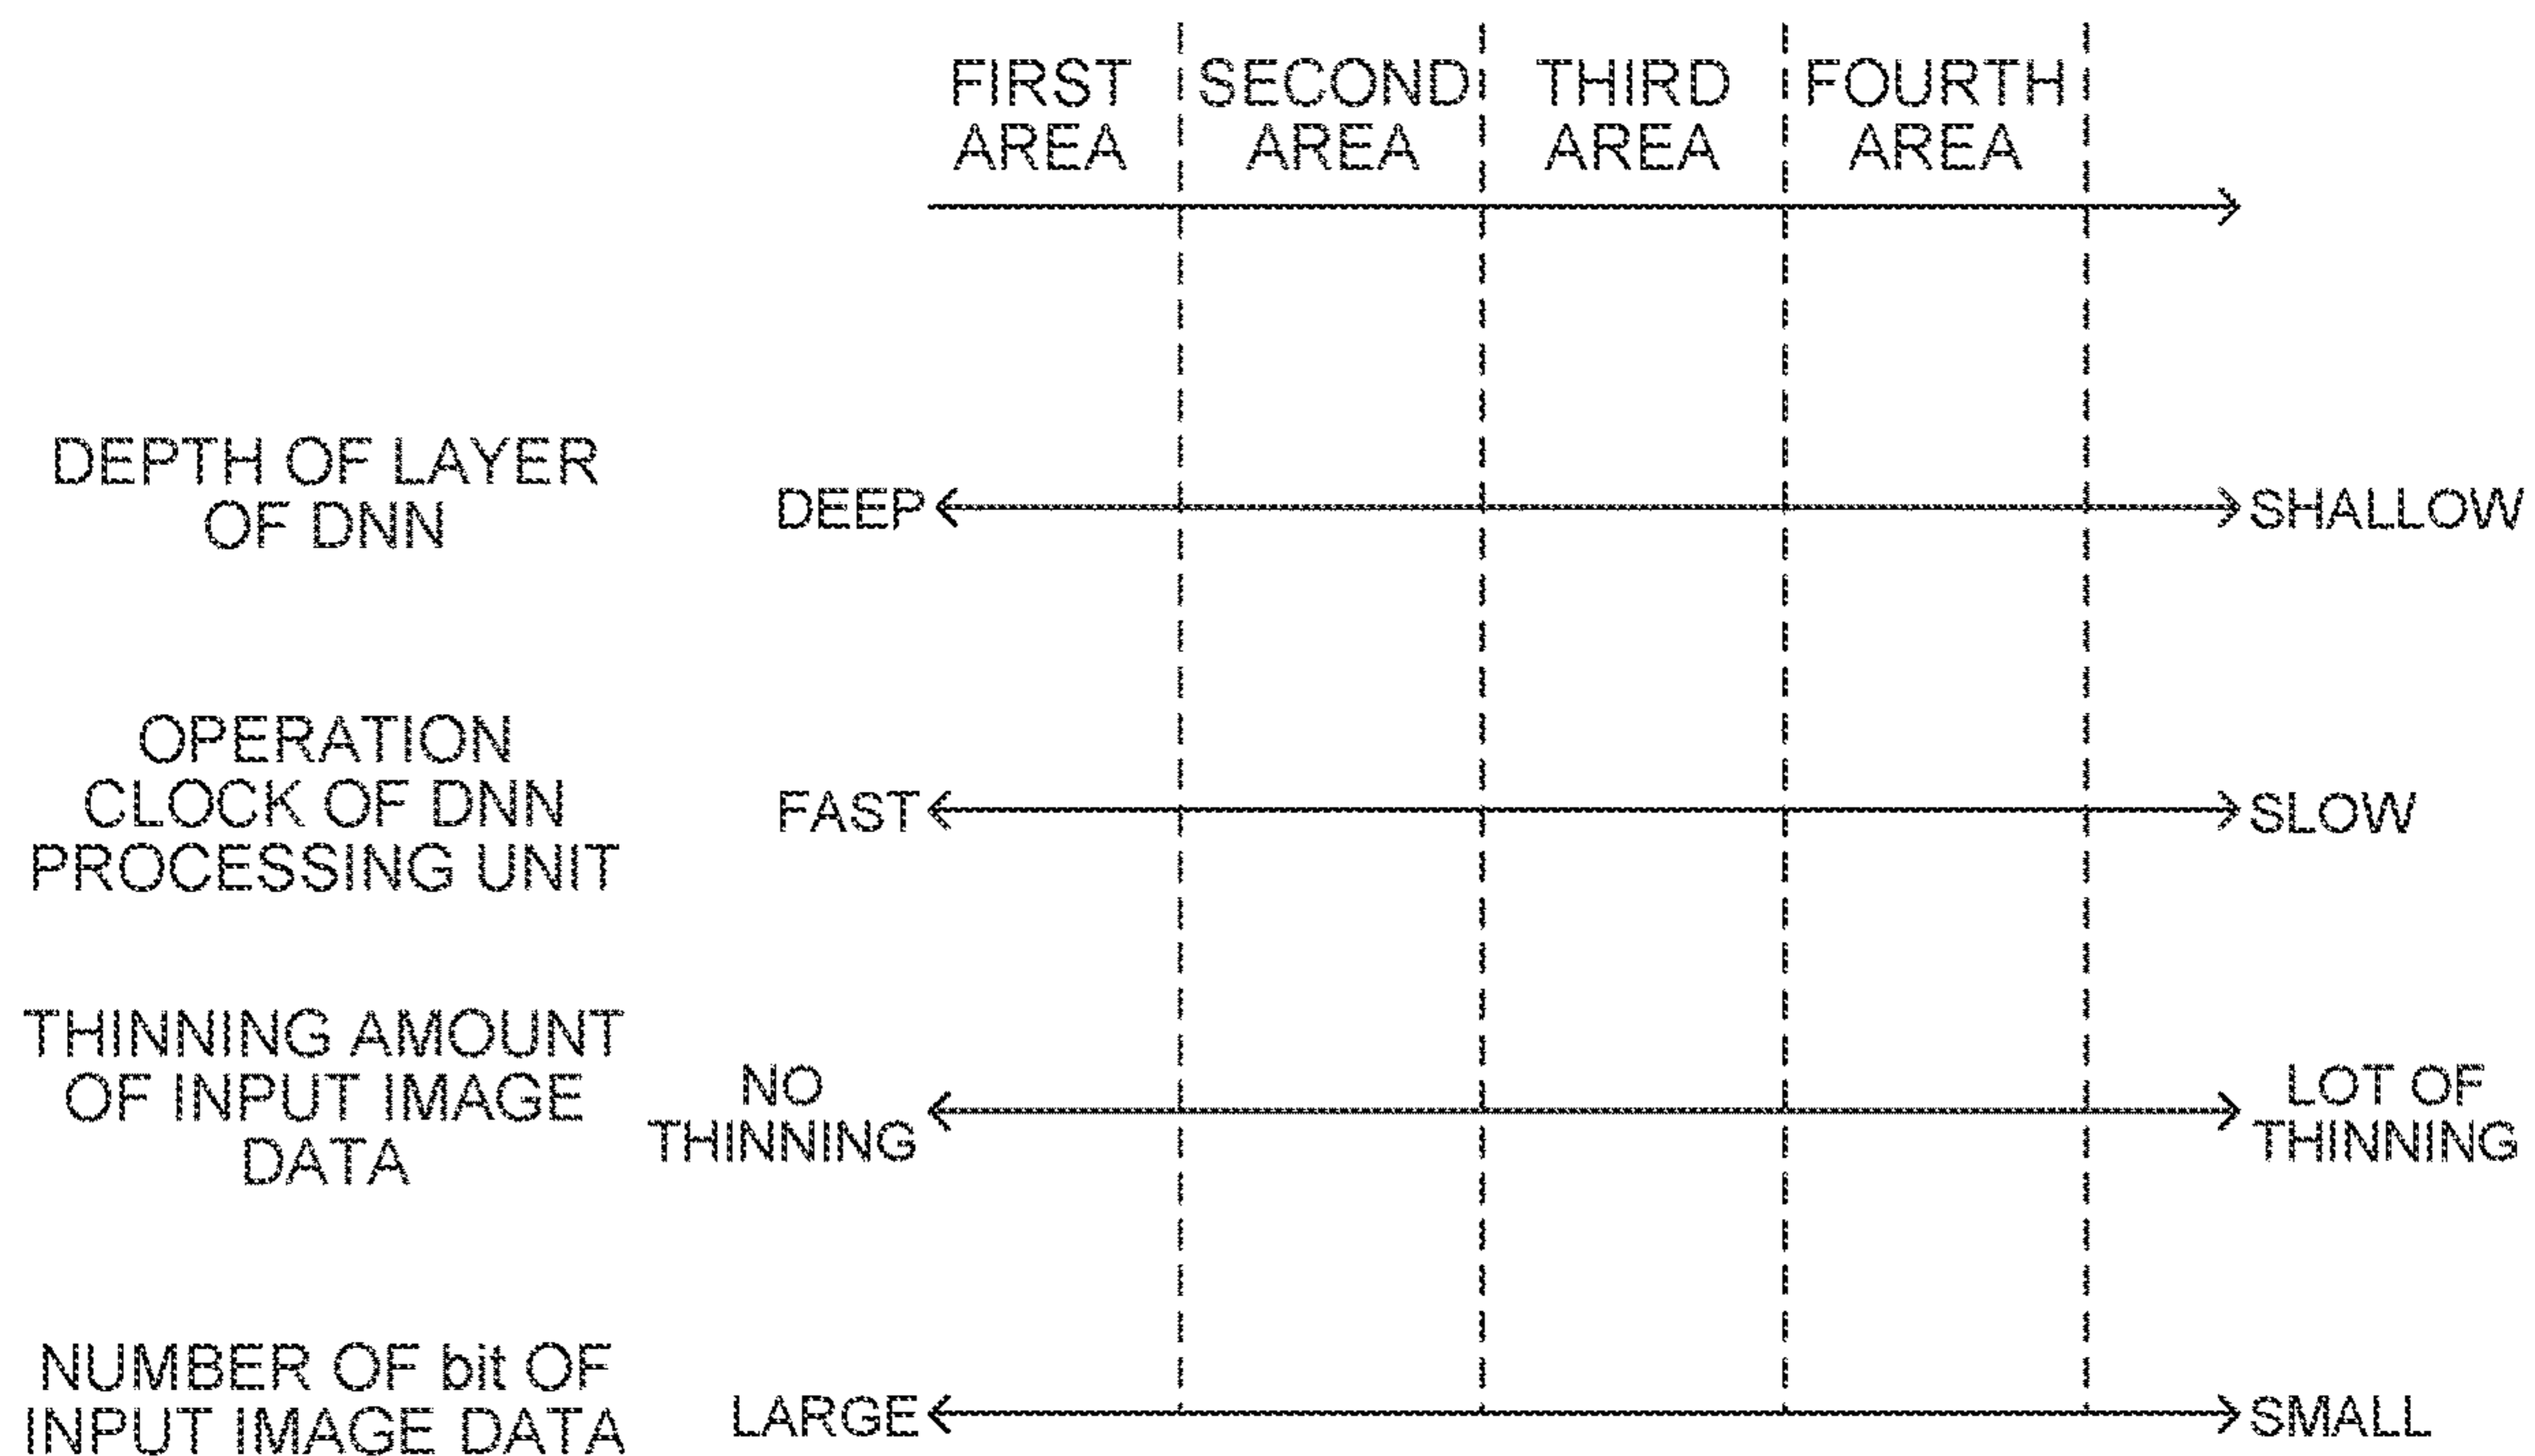 FIRST
AREA
SECOND
AREA
THIRD
AREA
FOURTH
AREA
DEPTH OF LAYER
OF DNN
DEEP
SHALLOW
OPERATION
CLOCK OF DNN
PROCESSING UNIT
FAST
SLOW
THINNING AMOUNT
OF INPUT IMAGE
DATA
NO
THINNING
LOT OF
THINNING
NUMBER OF bit OF
INPUT IMAGE DATA
LARGE
SMALL